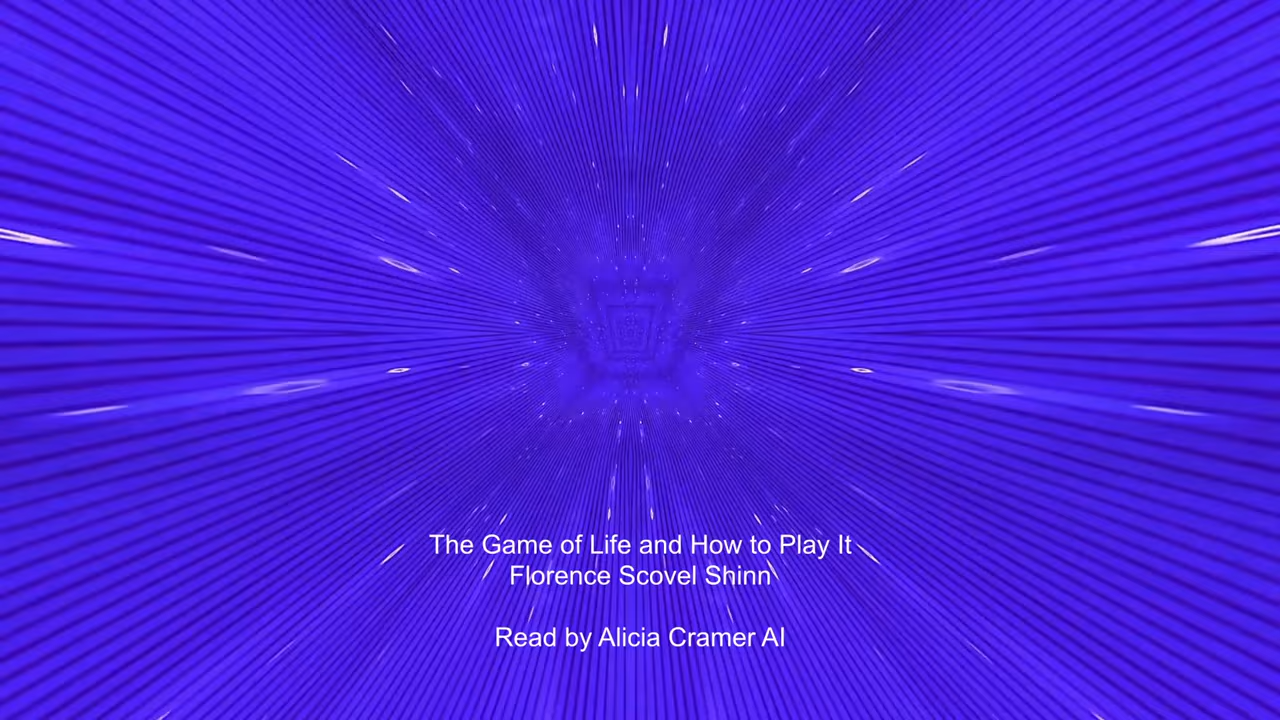 The Game of Life and How to Play It
Florence Scovel Shinn
Read by Alicia Cramer AI